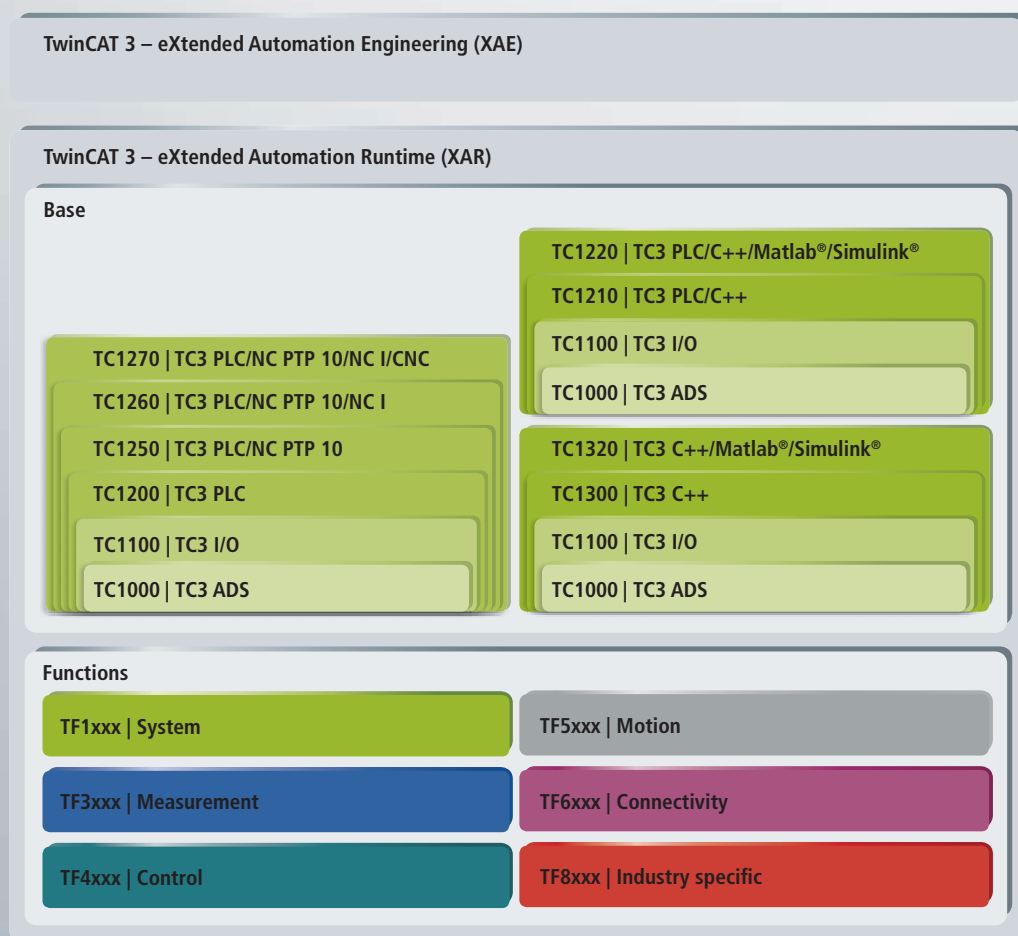 TwinCAT 3 – eXtended Automation Engineering (XAE)
TwinCAT 3 – eXtended Automation Runtime (XAR)
Base
TC1270 | TC3 PLC/NC PTP 10/NC I/CNC
TC1260 | TC3 PLC/NC PTP 10/NC I
TC1250 | TC3 PLC/NC PTP 10
TC1200 | TC3 PLC
TC1100 | TC3 I/O
TC1000 | TC3 ADS
TC1220 | TC3 PLC/C++/Matlab®/Simulink®
TC1210 | TC3 PLC/C++
TC1100 | TC3 I/O
TC1000 | TC3 ADS
TC1320 | TC3 C++/Matlab®/Simulink®
TC1300 | TC3 C++
TC1100 | TC3 I/O
TC1000 | TC3 ADS
Functions
TF1xxx | System
TF3xxx | Measurement
TF4xxx | Control
TF5xxx | Motion
TF6xxx | Connectivity
TF8xxx | Industry specific